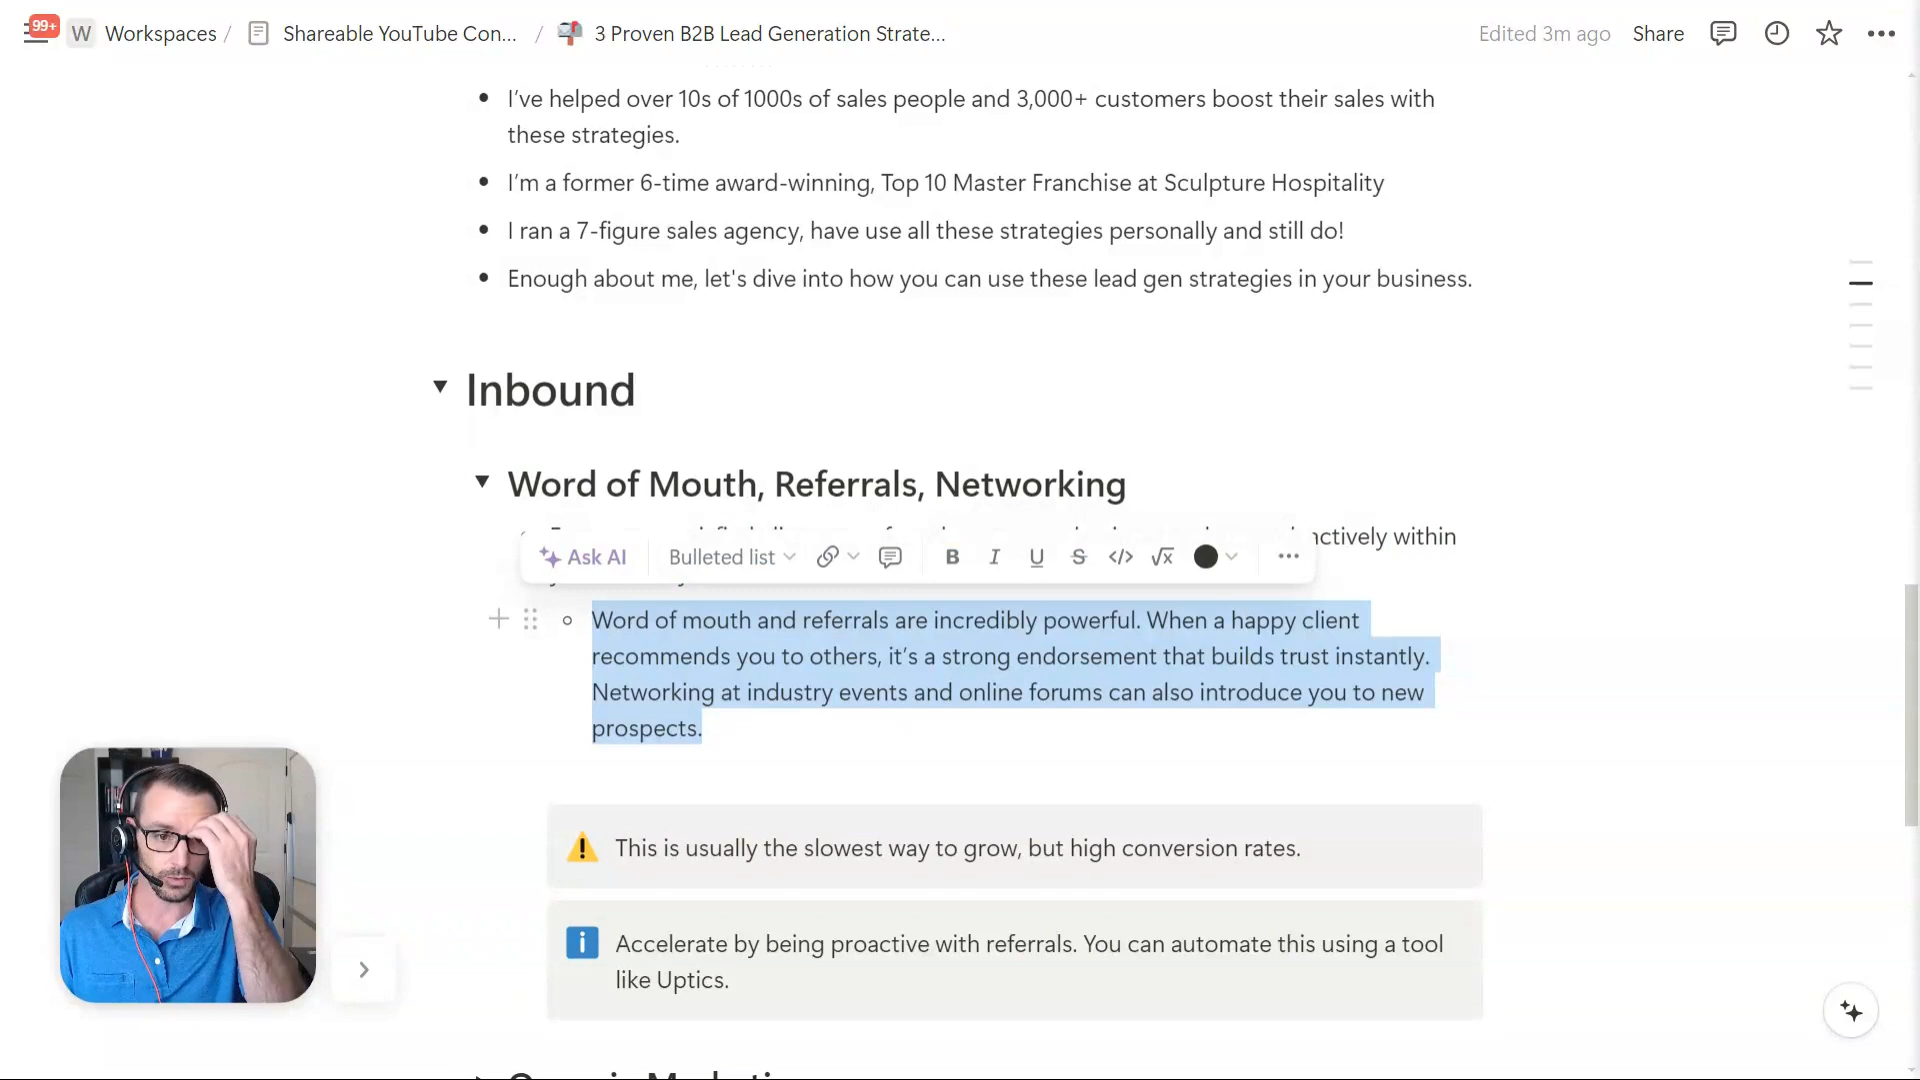 99+
W Workspaces / Shareable YouTube Con... / 3 Proven B2B Lead Generation Strate...
Edited 3m ago Share
I've helped over 10s of 1000s of sales people and 3,000+ customers boost their sales with
these strategies.
I'm a former 6-time award-winning, Top 10 Master Franchise at Sculpture Hospitality
I ran a 7-figure sales agency, have use all these strategies personally and still do!
Enough about me, let's dive into how you can use these lead gen strategies in your business.
Inbound
Word of Mouth, Referrals, Networking
nctively within
Ask AI Bulleted list B I U S </> √x
Word of mouth and referrals are incredibly powerful. When a happy client
recommends you to others, it's a strong endorsement that builds trust instantly.
Networking at industry events and online forums can also introduce you to new
prospects.
This is usually the slowest way to grow, but high conversion rates.
i Accelerate by being proactive with referrals. You can automate this using a tool
like Uptics.